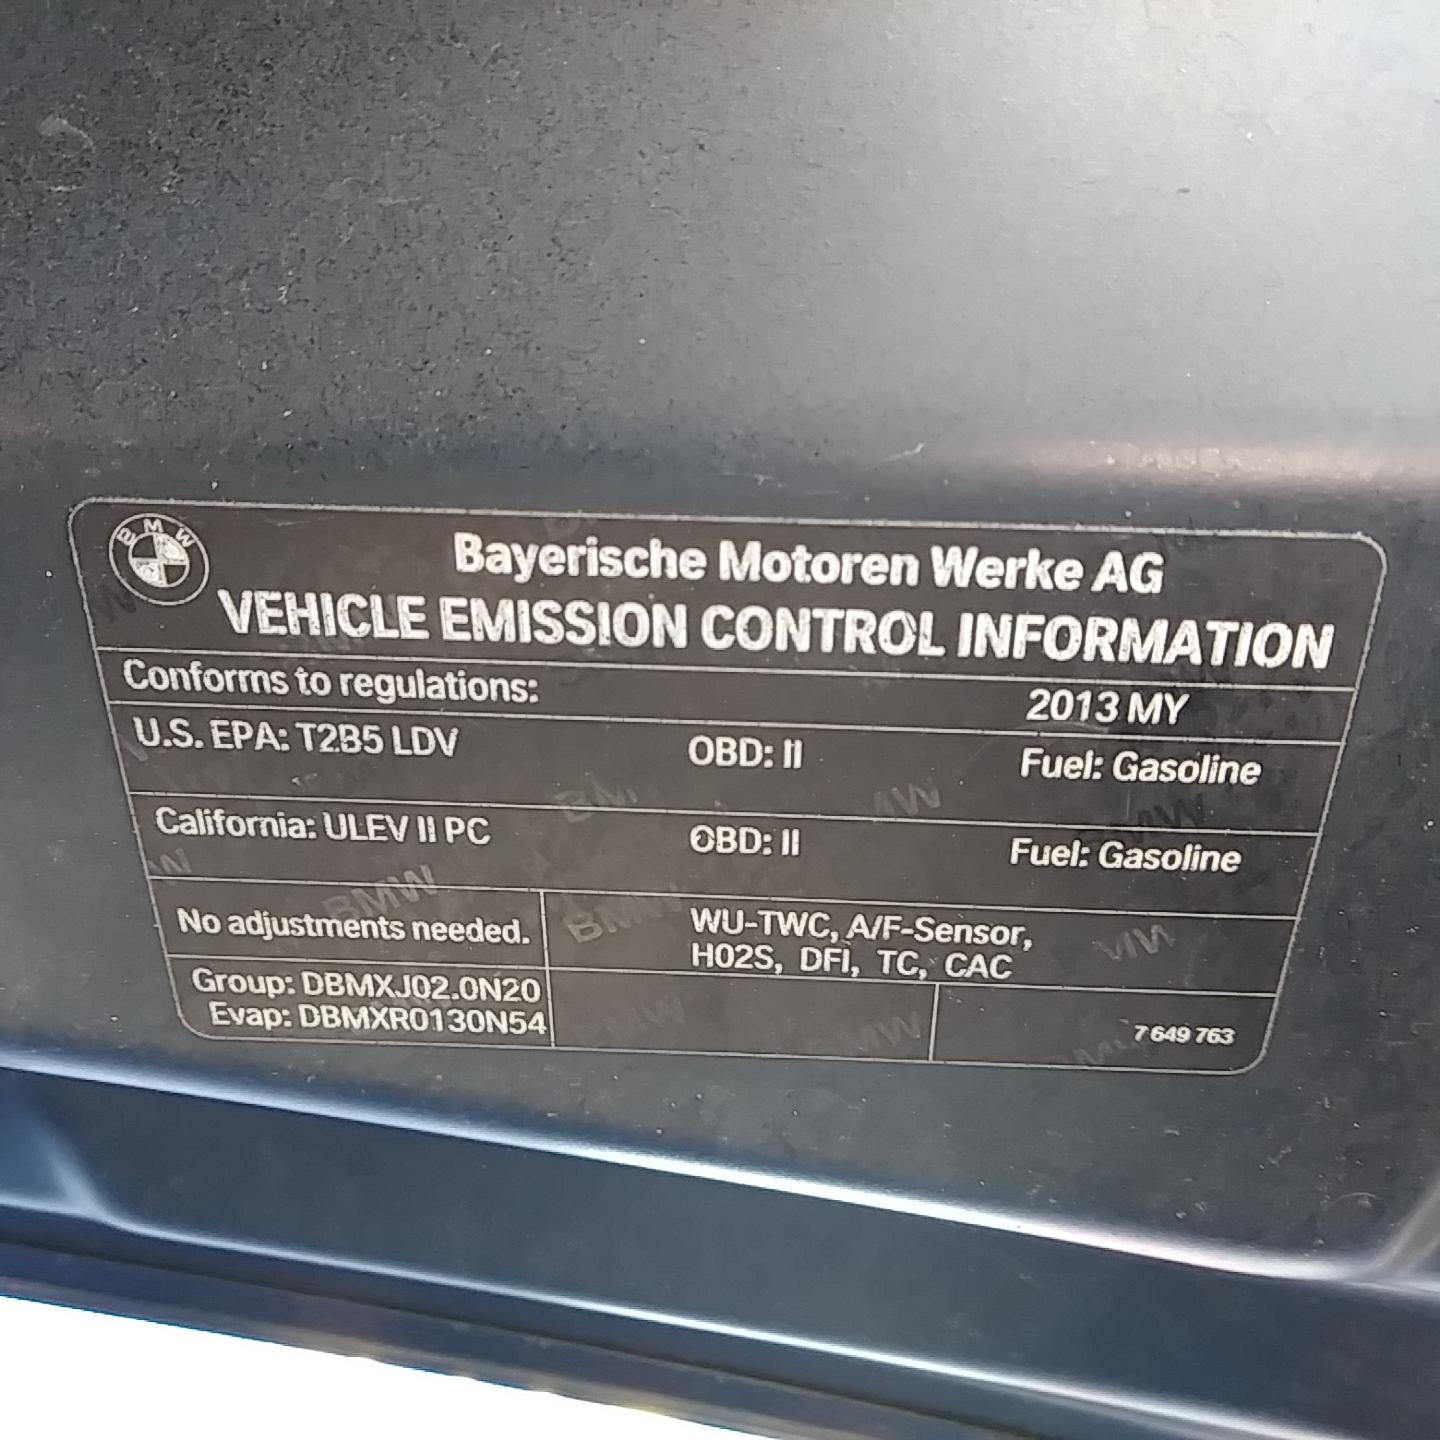 BMW
Bayerische Motoren Werke AG
VEHICLE EMISSION CONTROL INFORMATION
Conforms to regulations: 2013 MY
U.S. EPA: T2B5 LDV OBD: II Fuel: Gasoline
California: ULEV II PC OBD: II Fuel: Gasoline
No adjustments needed.
WU-TWC, A/F-Sensor,
H02S, DFI, TC, CAC
Group: DBMXJ02.0N20
Evap: DBMXR0130N54
7 649 763